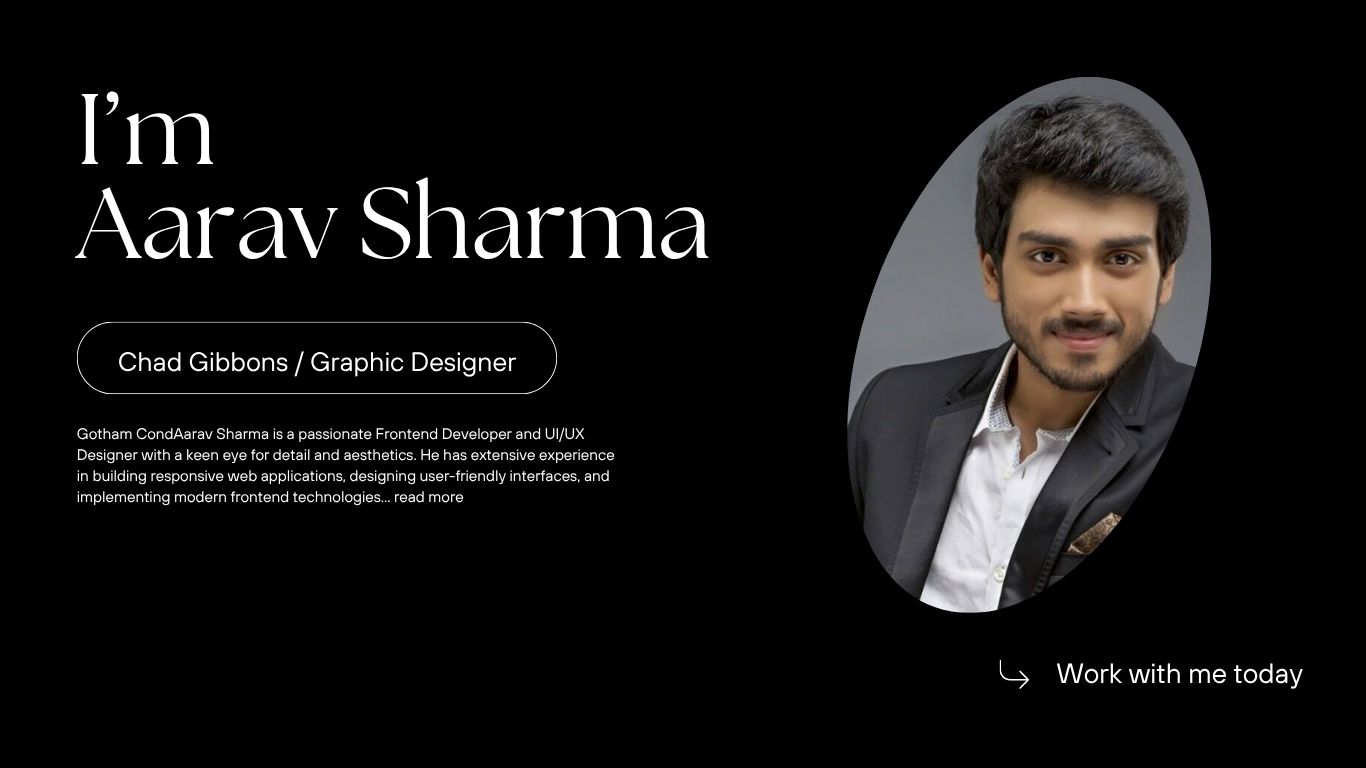 I’m
Aarav Sharma
Chad Gibbons / Graphic Designer
Gotham CondAarav Sharma is a passionate Frontend Developer and UI/UX
Designer with a keen eye for detail and aesthetics. He has extensive experience
in building responsive web applications, designing user-friendly interfaces, and
implementing modern frontend technologies... read more
Work with me today